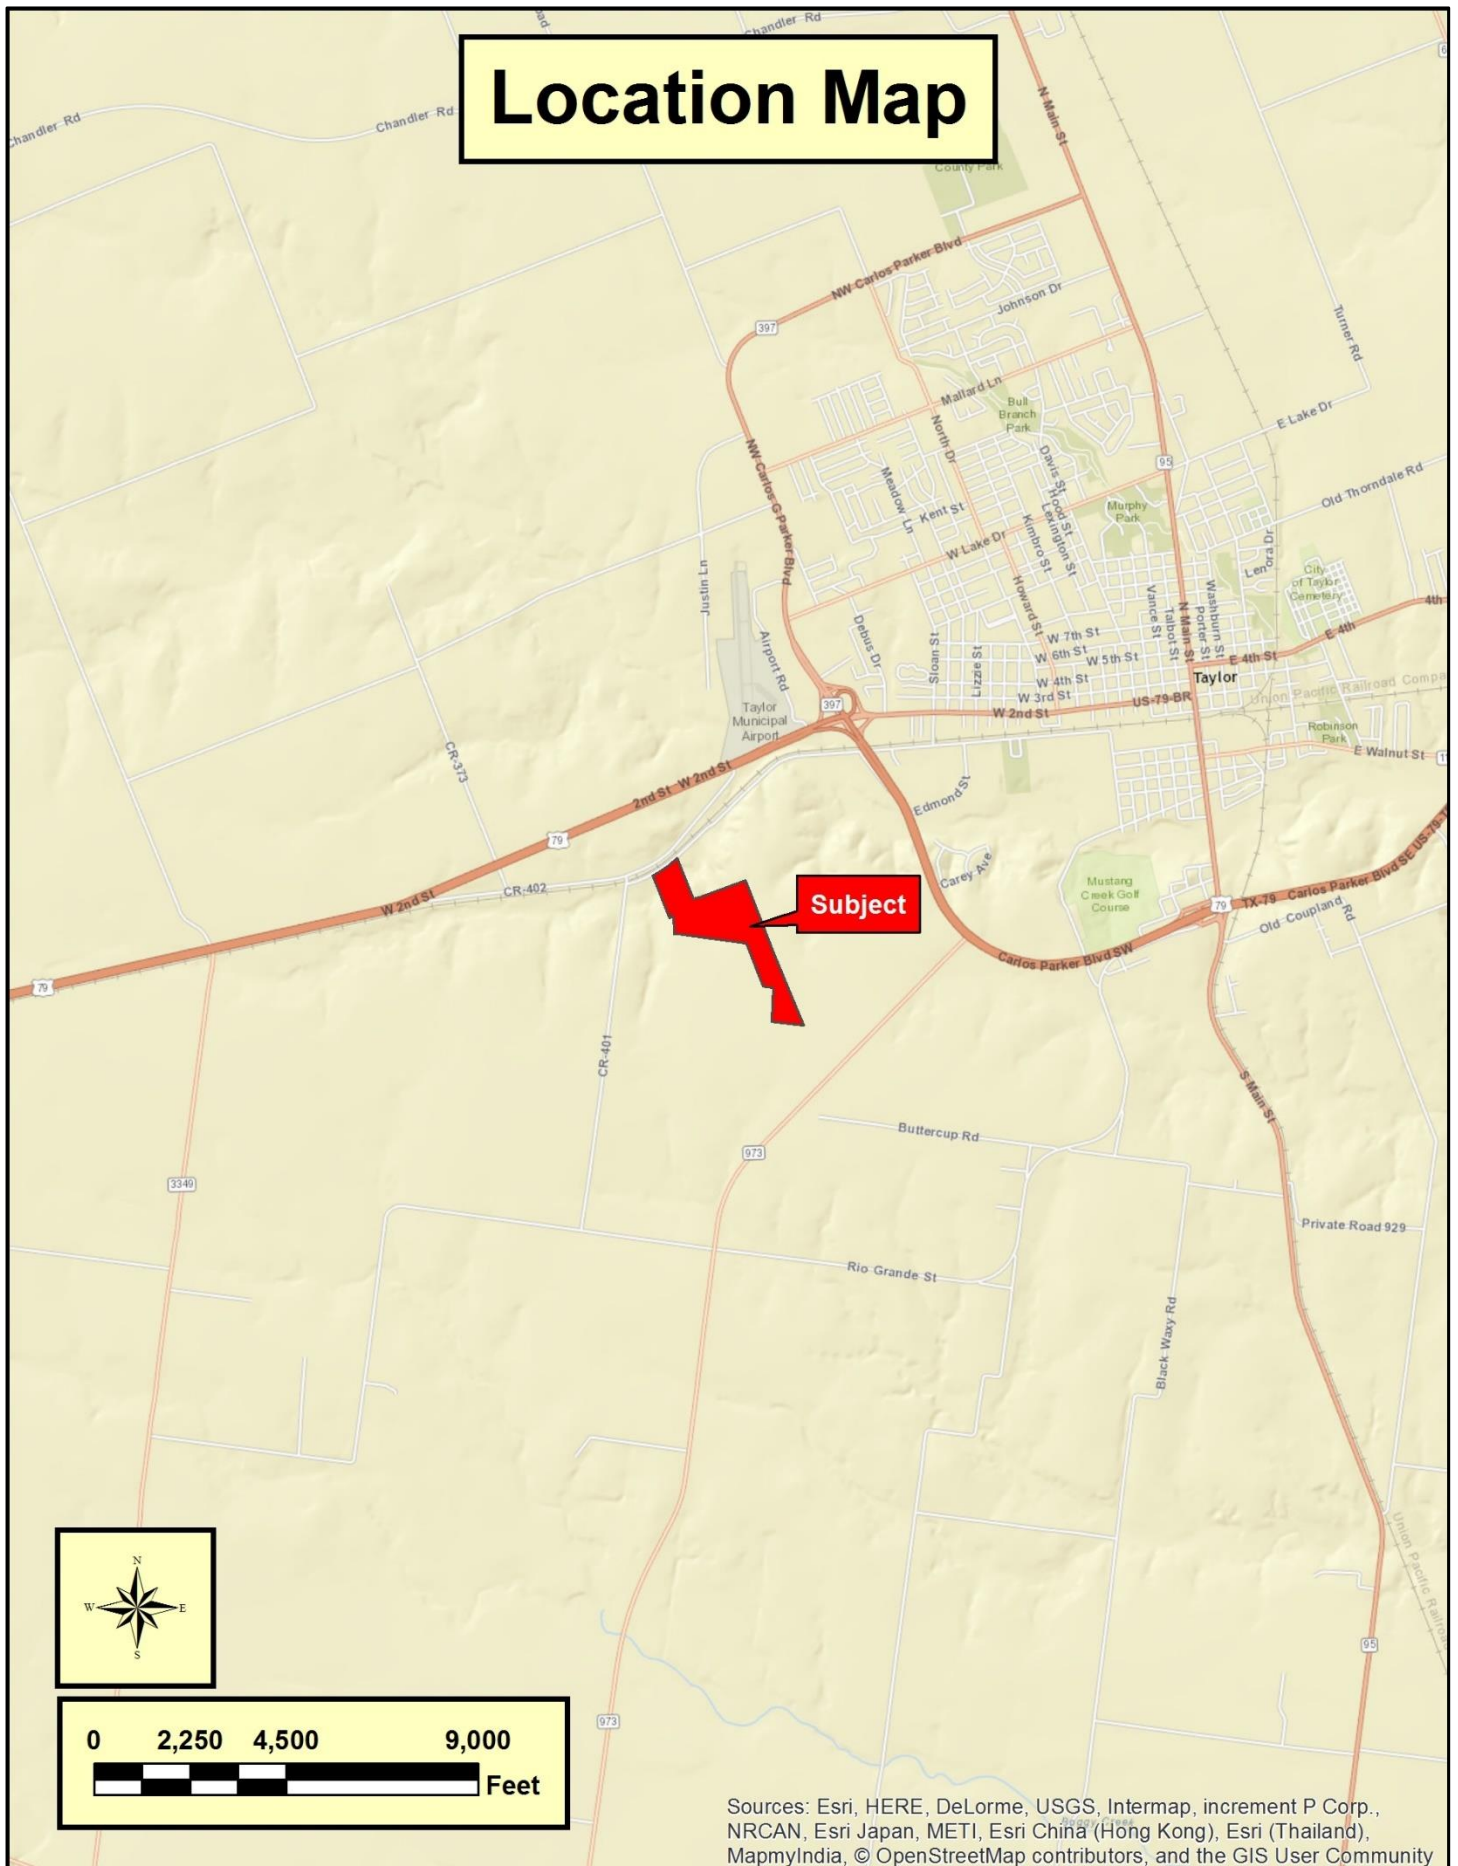 Location Map
Chandler Rd
Chandler Rd
Chandler Rd
Chandler Rd
N Main St
County Park
NW Carlos Parker Blvd
397
Johnson Dr
Turner Rd
Mallard Ln
Bull
Branch
Park
E Lake Dr
North Dr
NW Carlos G Parker Blvd
Davis St
95
Old Thorndale Rd
Meadow Ln
Kent St
Hood St
Lexington St
Kimbro St
Murphy
Park
W Lake Dr
Lenora Dr
City
of Taylor
Cemetery
Justin Ln
Howard St
Vance St
Talbot St
N Main St
Porter St
Washburn St
4th
E 4th
Airport Rd
Debus Dr
Sloan St
Lizzie St
W 7th St
W 6th St
W 5th St
E 4th St
W 4th St
W 3rd St
Taylor
US-79-BR
Union Pacific Railroad Compa
397
W 2nd St
Taylor
Municipal
Airport
Robinson
Park
E Walnut St
CR-373
2nd St
W 2nd St
Edmond St
79
CR-402
Carey Ave
Mustang
Creek Golf
Course
W 2nd St
Subject
79
TX-79
Carlos Parker Blvd SE
US-79-T
Old Coupland Rd
Carlos Parker Blvd SW
79
CR-401
S Main St
Buttercup Rd
973
3349
Private Road 929
Rio Grande St
Black Waxy Rd
Union Pacific Railroad
N
W
E
S
95
973
0 2,250 4,500 9,000
Feet
Boggy Creek
Sources: Esri, HERE, DeLorme, USGS, Intermap, increment P Corp.,
NRCAN, Esri Japan, METI, Esri China (Hong Kong), Esri (Thailand),
MapmyIndia, © OpenStreetMap contributors, and the GIS User Community